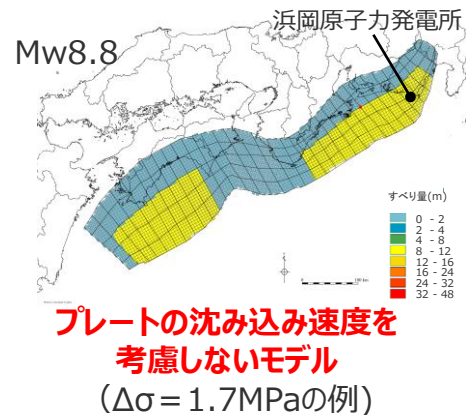 浜岡原子力発電所
Mw8.8
すべり量(m)
0 - 2
2 - 4
4 - 8
8 - 12
12 - 16
16 - 24
24 - 32
32 - 48
プレートの沈み込み速度を
考慮しないモデル
(Δσ＝1.7MPaの例)